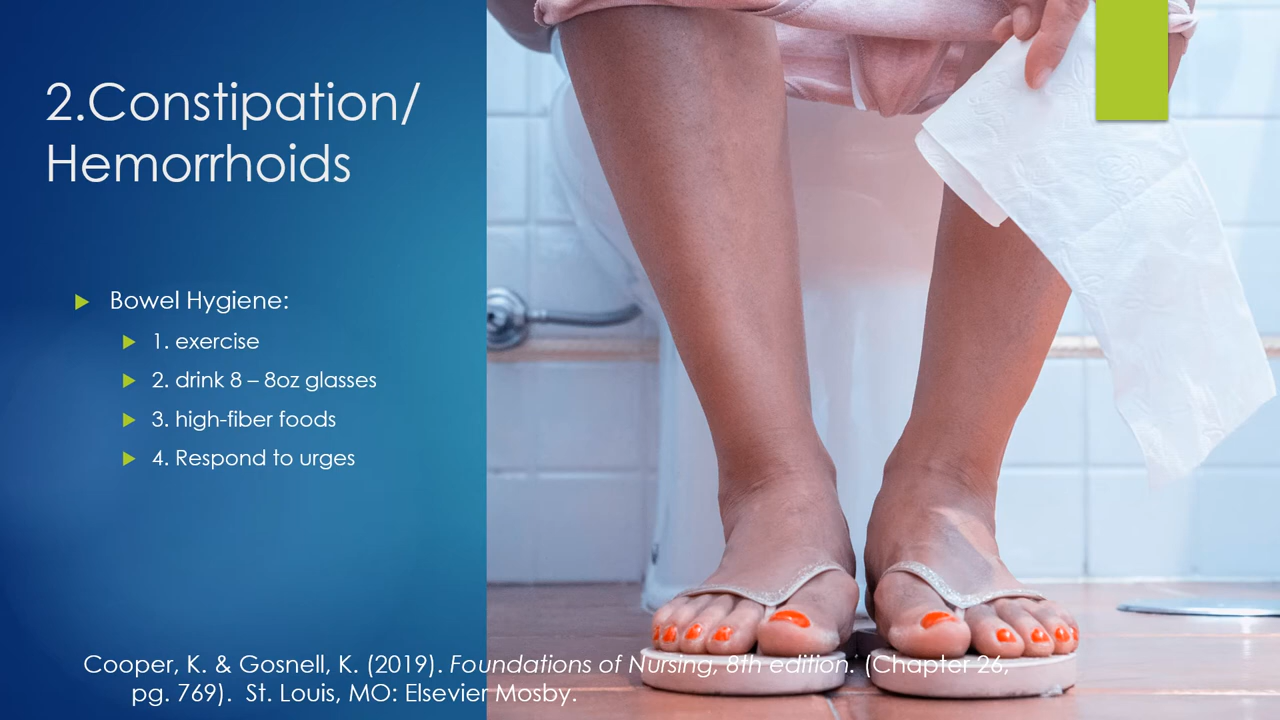 2.Constipation/
Hemorrhoids
Bowel Hygiene:
1. exercise
2. drink 8 – 8oz glasses
3. high-fiber foods
4. Respond to urges
Cooper, K. & Gosnell, K. (2019). Foundations of Nursing, 8th edition. (Chapter 26,
pg. 769).  St. Louis, MO: Elsevier Mosby.